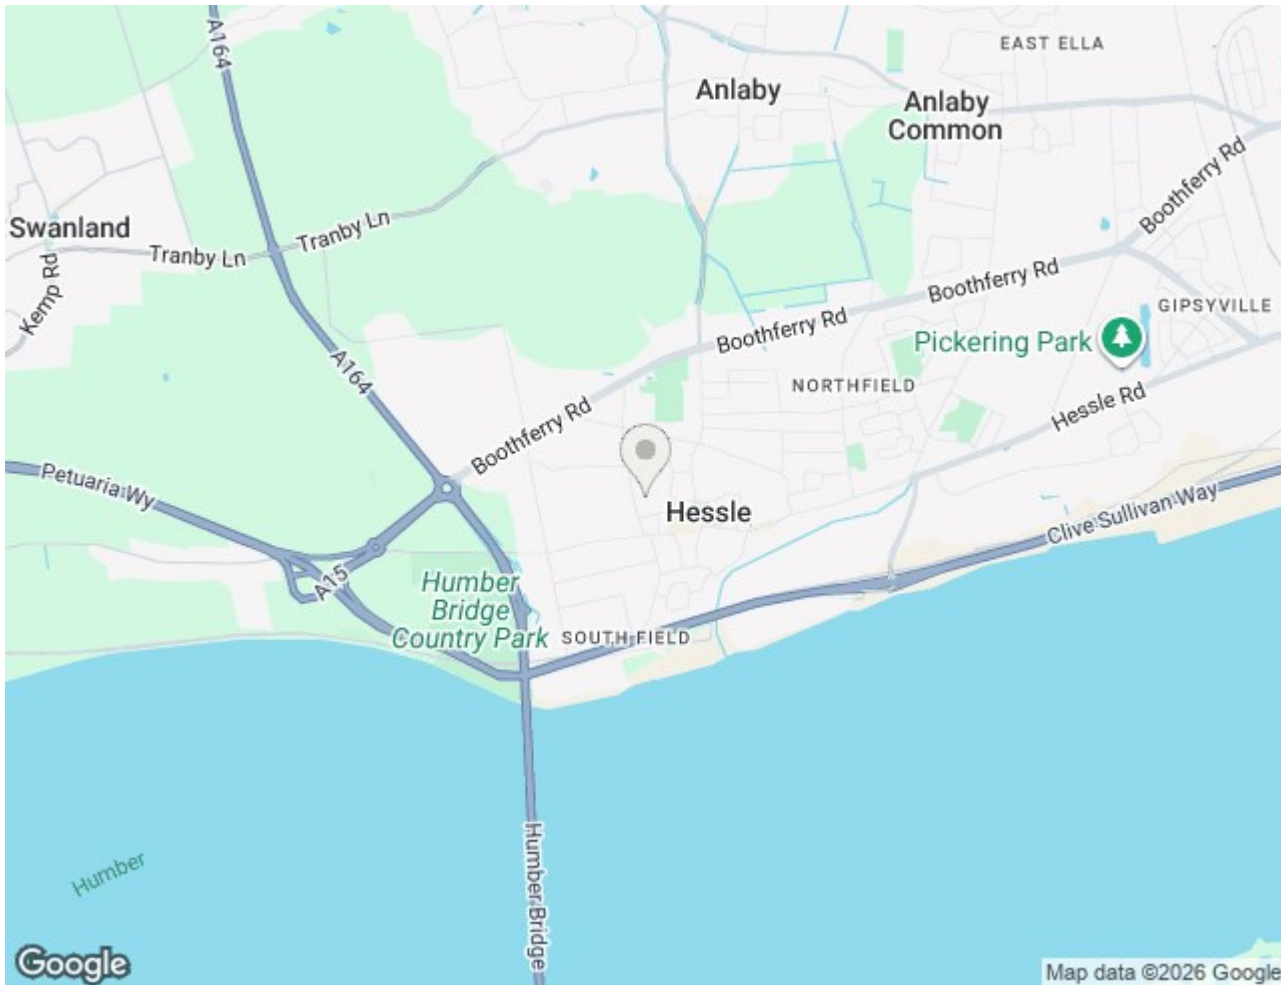 A164
EAST ELLA
Anlaby
Anlaby
Common
Boothferry Rd
Swanland
Tranby Ln
Tranby Ln
Kemp Rd
Boothferry Rd
Boothferry Rd
GIPSYVILLE
Pickering Park
A164
NORTHFIELD
Hessle Rd
Boothferry Rd
Petuaria Wy
Hessle
Clive Sullivan Way
A15
Humber
Bridge
Country Park
SOUTH FIELD
Humber Bridge
Humber
Google
Map data ©2026 Google